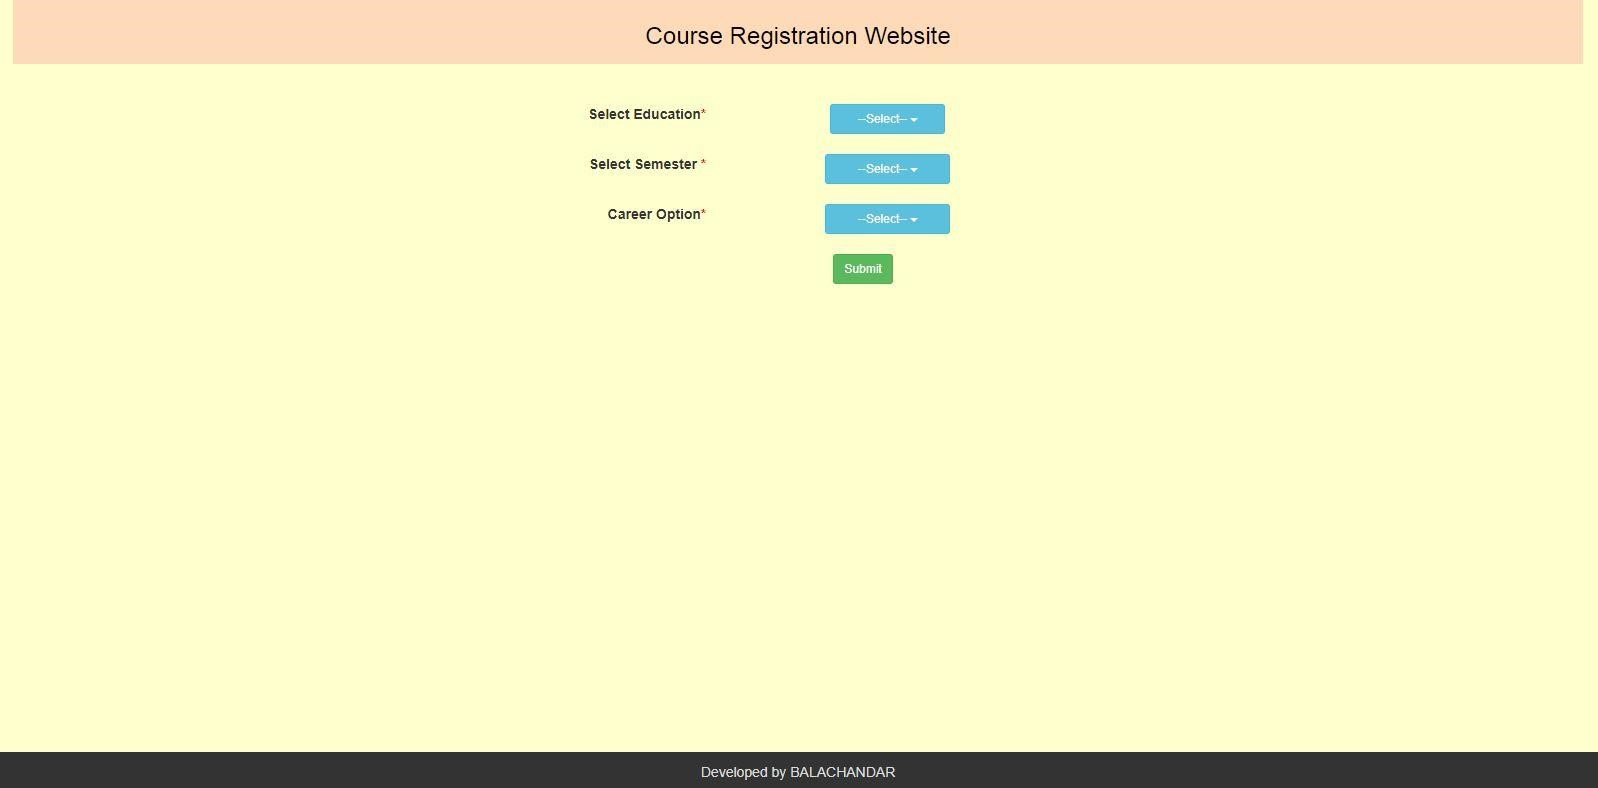 Course Registration Website
Select Education* --Select--
Select Semester * --Select--
Career Option* --Select--
Submit
Developed by BALACHANDAR